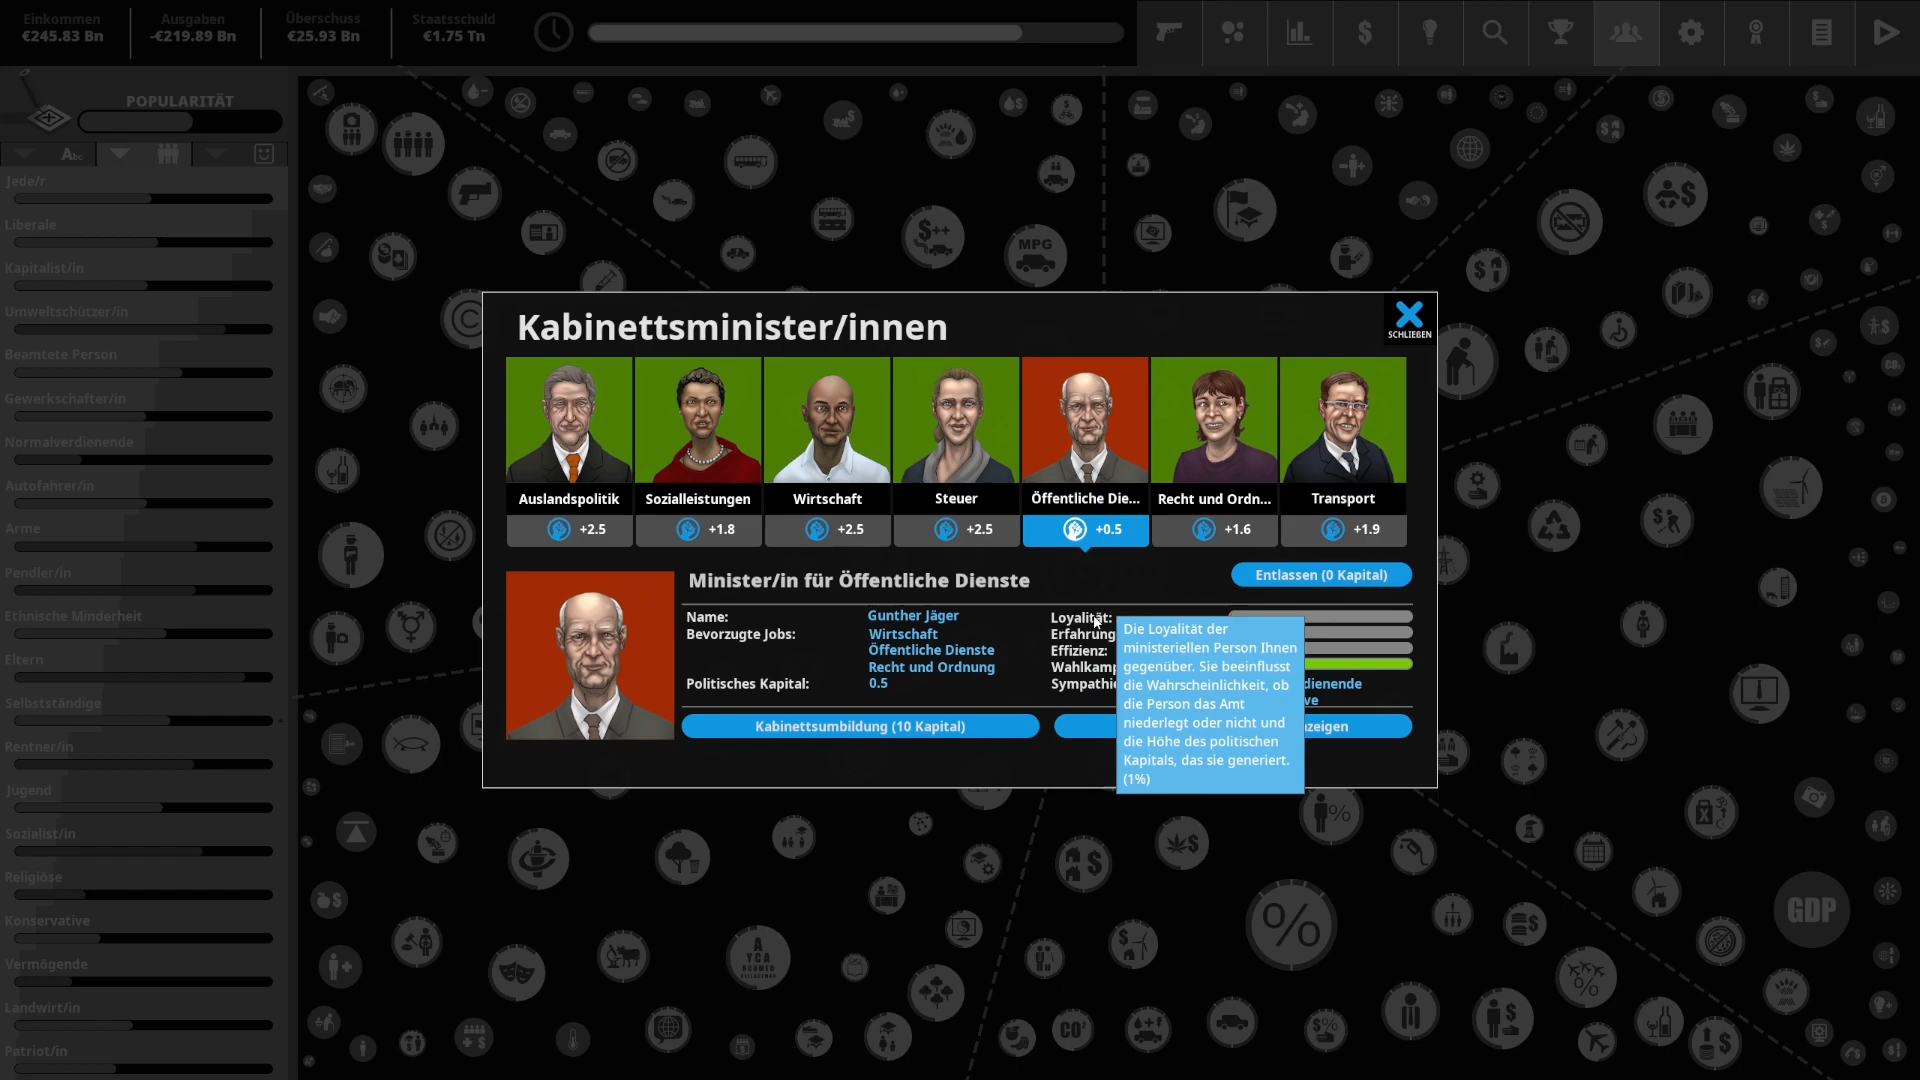 Einkommen
€245.83 Bn
Ausgaben
-€219.89 Bn
Überschuss
€25.93 Bn
Staatsschuld
€1.75 Tn
POPULARITÄT
Abc
Jede/r
Liberale
Kapitalist/in
Umweltschützer/in
Beamtete Person
Gewerkschafter/in
Normalverdienende
Autofahrer/in
Arme
Pendler/in
Ethnische Minderheit
Eltern
Selbstständige
Rentner/in
Jugend
Sozialist/in
Religiöse
Konservative
Vermögende
Landwirt/in
Patriot/in
MPG
Kabinettsminister/innen
SCHLIEẞEN
Auslandspolitik
Sozialleistungen
Wirtschaft
Steuer
Öffentliche Die...
Recht und Ordn...
Transport
+2.5
+1.8
+2.5
+2.5
+0.5
+1.6
+1.9
Minister/in für Öffentliche Dienste
Entlassen (0 Kapital)
Name:
Gunther Jäger
Bevorzugte Jobs:
Wirtschaft
Öffentliche Dienste
Recht und Ordnung
Politisches Kapital:
0.5
Loyalität:
Erfahrung
Effizienz:
Wahlkamp
Sympathie
dienende
ve
Kabinettsumbildung (10 Kapital)
nzeigen
Die Loyalität der
ministeriellen Person Ihnen
gegenüber. Sie beeinflusst
die Wahrscheinlichkeit, ob
die Person das Amt
niederlegt oder nicht und
die Höhe des politischen
Kapitals, das sie generiert.
(1%)
GDP
CO²